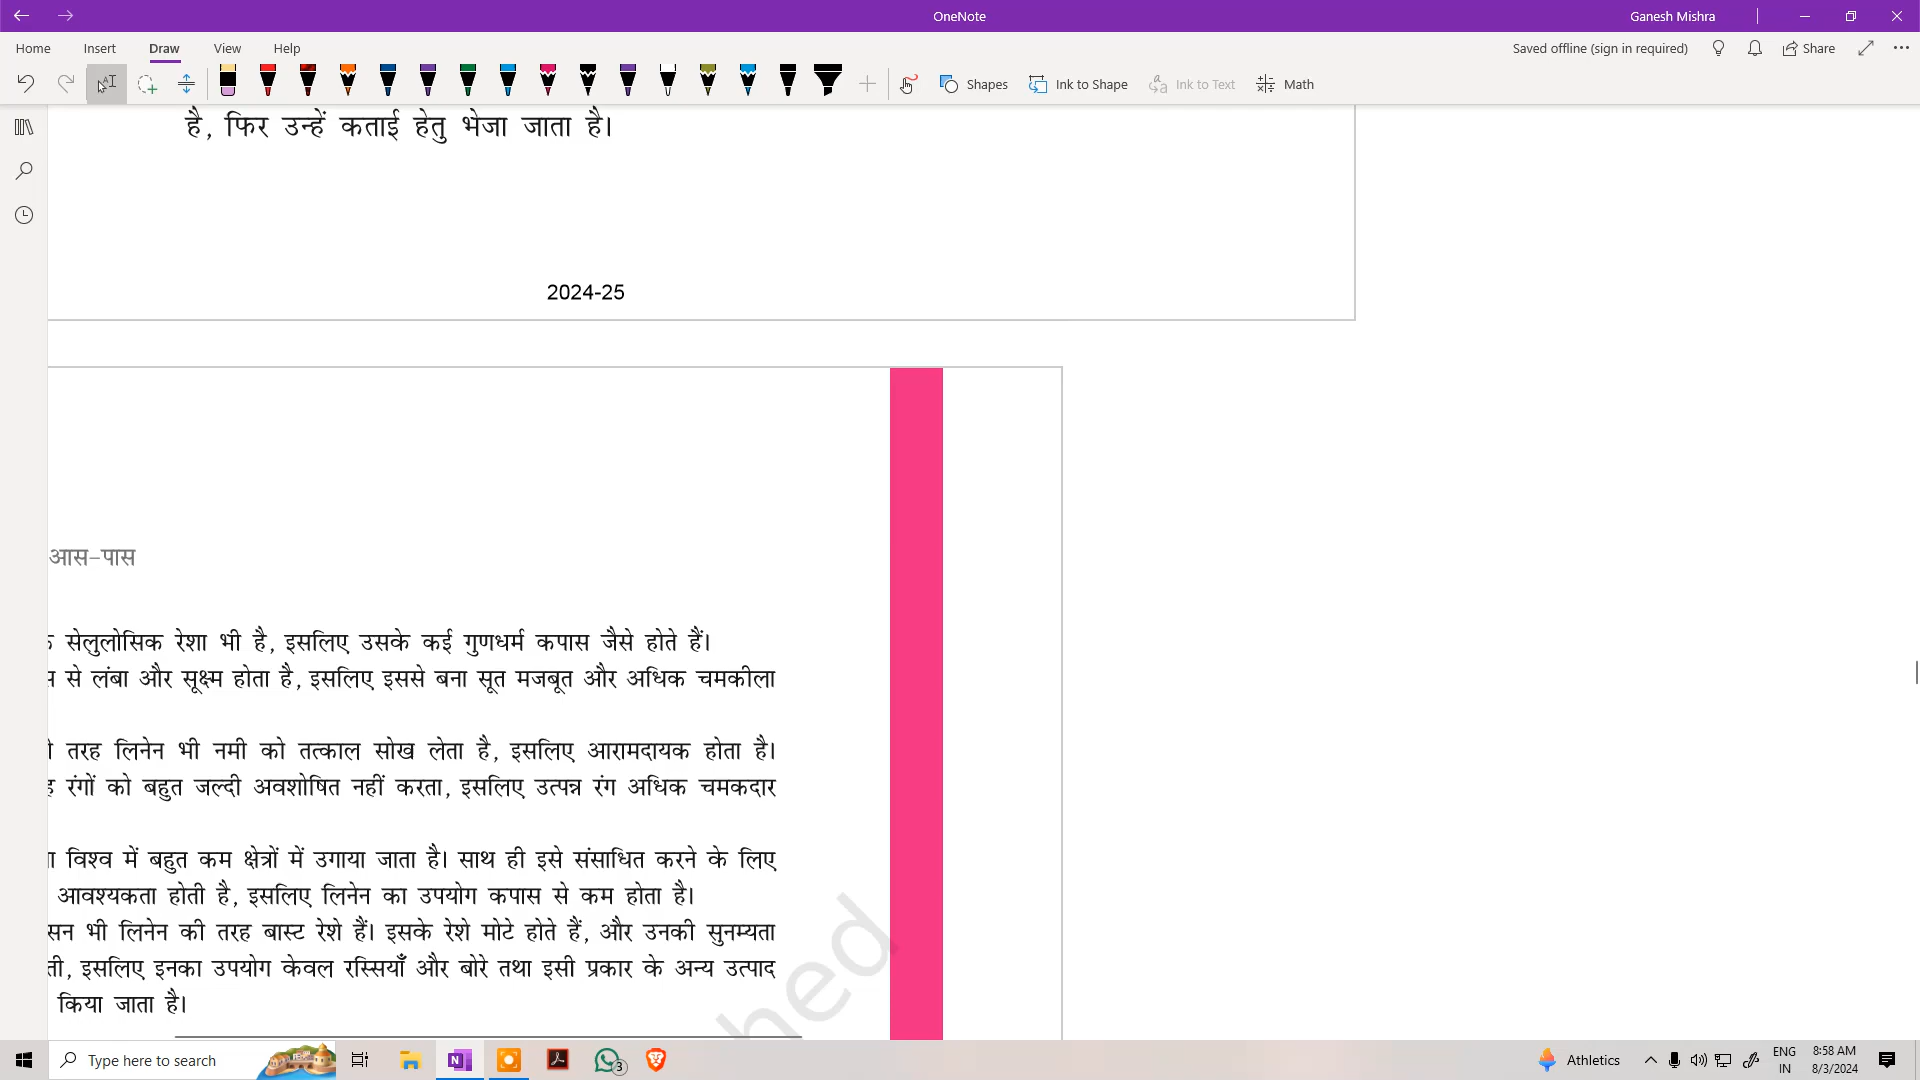 OneNote
Ganesh Mishra
Home Insert Draw View Help
Saved offline (sign in required) Share
Shapes Ink to Shape Ink to Text Math
है, फिर उन्हें कताई हेतु भेजा जाता है।
2024-25
आस-पास
सेलुलोसिक रेशा भी है, इसलिए उसके कई गुणधर्म कपास जैसे होते हैं।
से लंबा और सूक्ष्म होता है, इसलिए इससे बना सूत मजबूत और अधिक चमकीला
तरह लिनेन भी नमी को तत्काल सोख लेता है, इसलिए आरामदायक होता है।
रंगों को बहुत जल्दी अवशोषित नहीं करता, इसलिए उत्पन्न रंग अधिक चमकदार
विश्व में बहुत कम क्षेत्रों में उगाया जाता है। साथ ही इसे संसाधित करने के लिए
आवश्यकता होती है, इसलिए लिनेन का उपयोग कपास से कम होता है।
सन भी लिनेन की तरह बास्ट रेशे हैं। इसके रेशे मोटे होते हैं, और उनकी सुनम्यता
इसलिए इनका उपयोग केवल रस्सियाँ और बोरे तथा इसी प्रकार के अन्य उत्पाद
किया जाता है।
hed
Type here to search
3
Athletics
ENG
IN
8:58 AM
8/3/2024